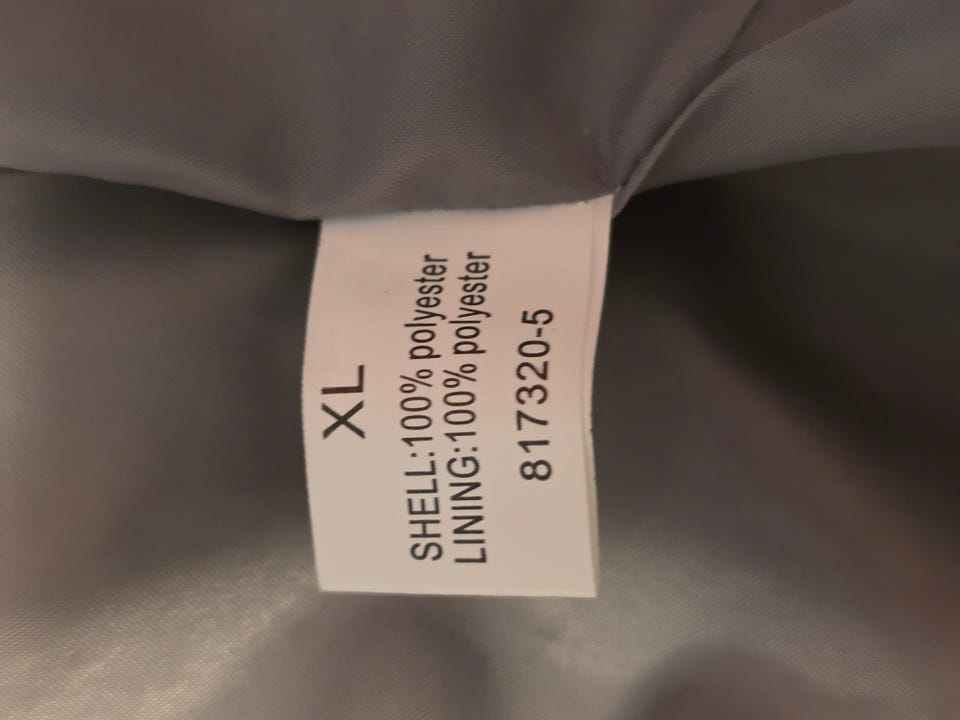 XL
SHELL:100% polyester
LINING:100% polyester
817320-5